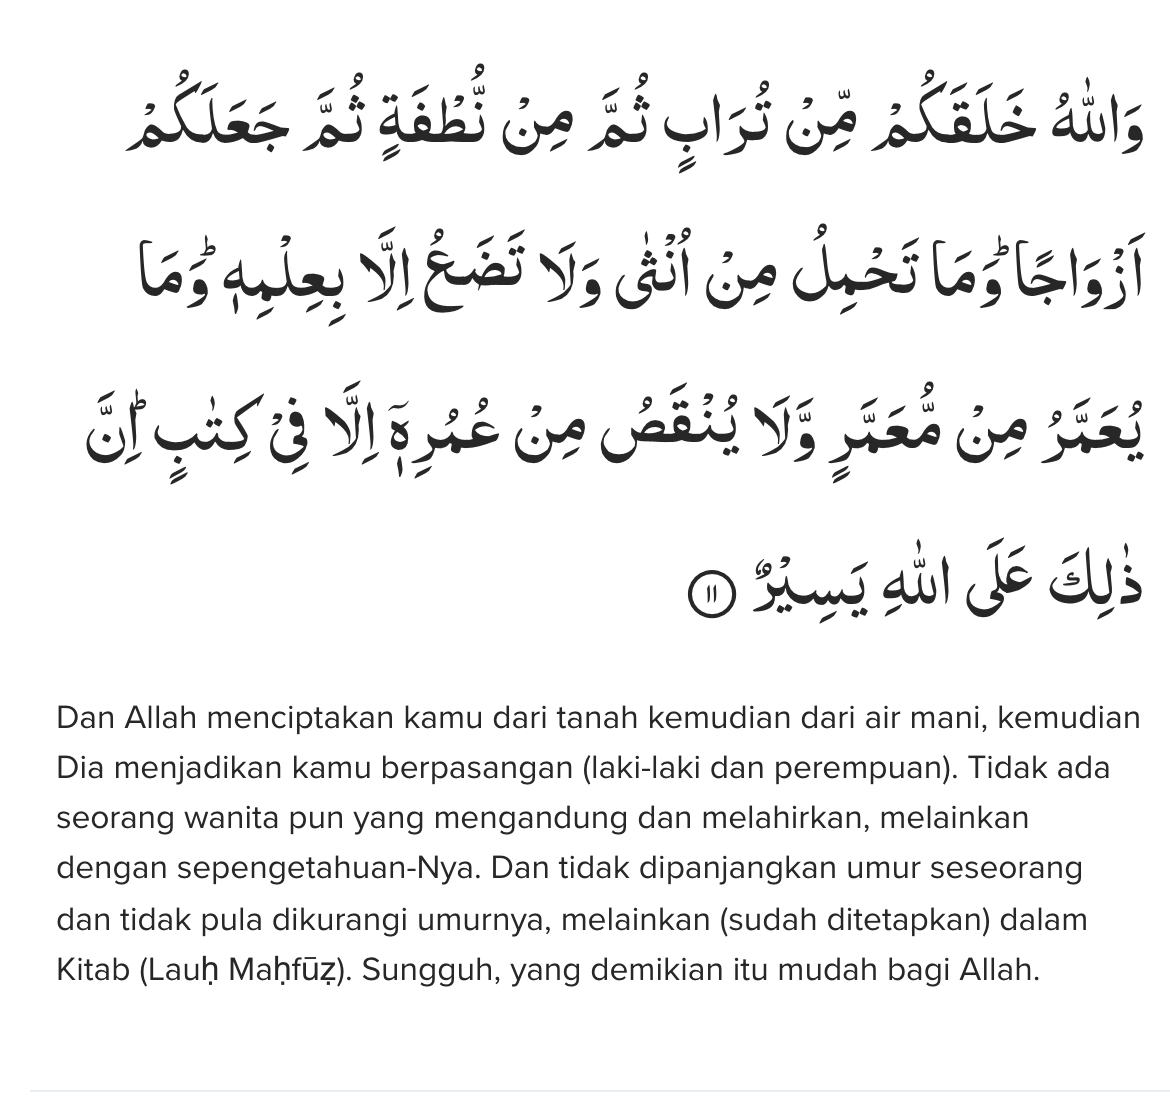 وَاللّٰهُ خَلَقَكُمْ مِّنْ تُرَابٍ ثُمَّ مِنْ نُّطْفَةٍ ثُمَّ جَعَلَكُمْ
اَزْوَاجًاۗ وَمَا تَحْمِلُ مِنْ اُنْثٰى وَلَا تَضَعُ اِلَّا بِعِلْمِهٖۗ وَمَا
يُعَمَّرُ مِنْ مُّعَمَّرٍ وَّلَا يُنْقَصُ مِنْ عُمُرِهٖٓ اِلَّا فِيْ كِتٰبٍۗ اِنَّ
ذٰلِكَ عَلَى اللّٰهِ يَسِيْرٌ ١١
Dan Allah menciptakan kamu dari tanah kemudian dari air mani, kemudian
Dia menjadikan kamu berpasangan (laki-laki dan perempuan). Tidak ada
seorang wanita pun yang mengandung dan melahirkan, melainkan
dengan sepengetahuan-Nya. Dan tidak dipanjangkan umur seseorang
dan tidak pula dikurangi umurnya, melainkan (sudah ditetapkan) dalam
Kitab (Lauḥ Maḥfūẓ). Sungguh, yang demikian itu mudah bagi Allah.